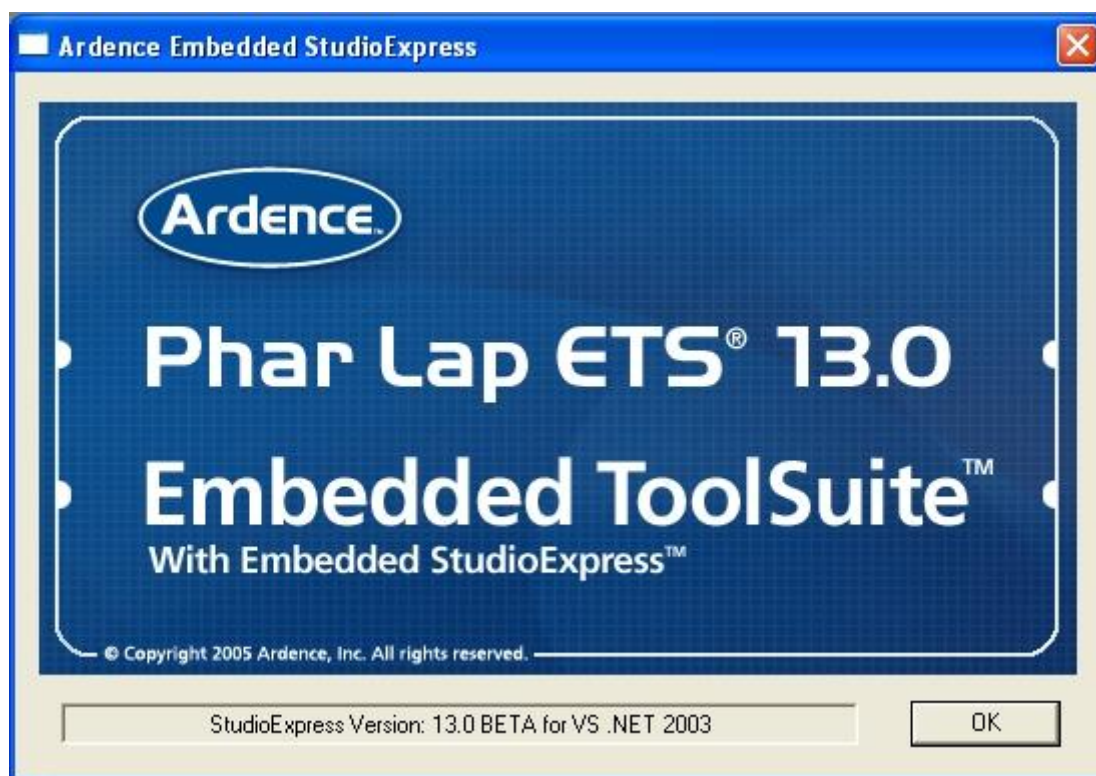 Ardence Embedded StudioExpress
Ardence™
Phar Lap ETS® 13.0
Embedded ToolSuite™
With Embedded StudioExpress™
© Copyright 2005 Ardence, Inc. All rights reserved.
StudioExpress Version: 13.0 BETA for VS .NET 2003
OK